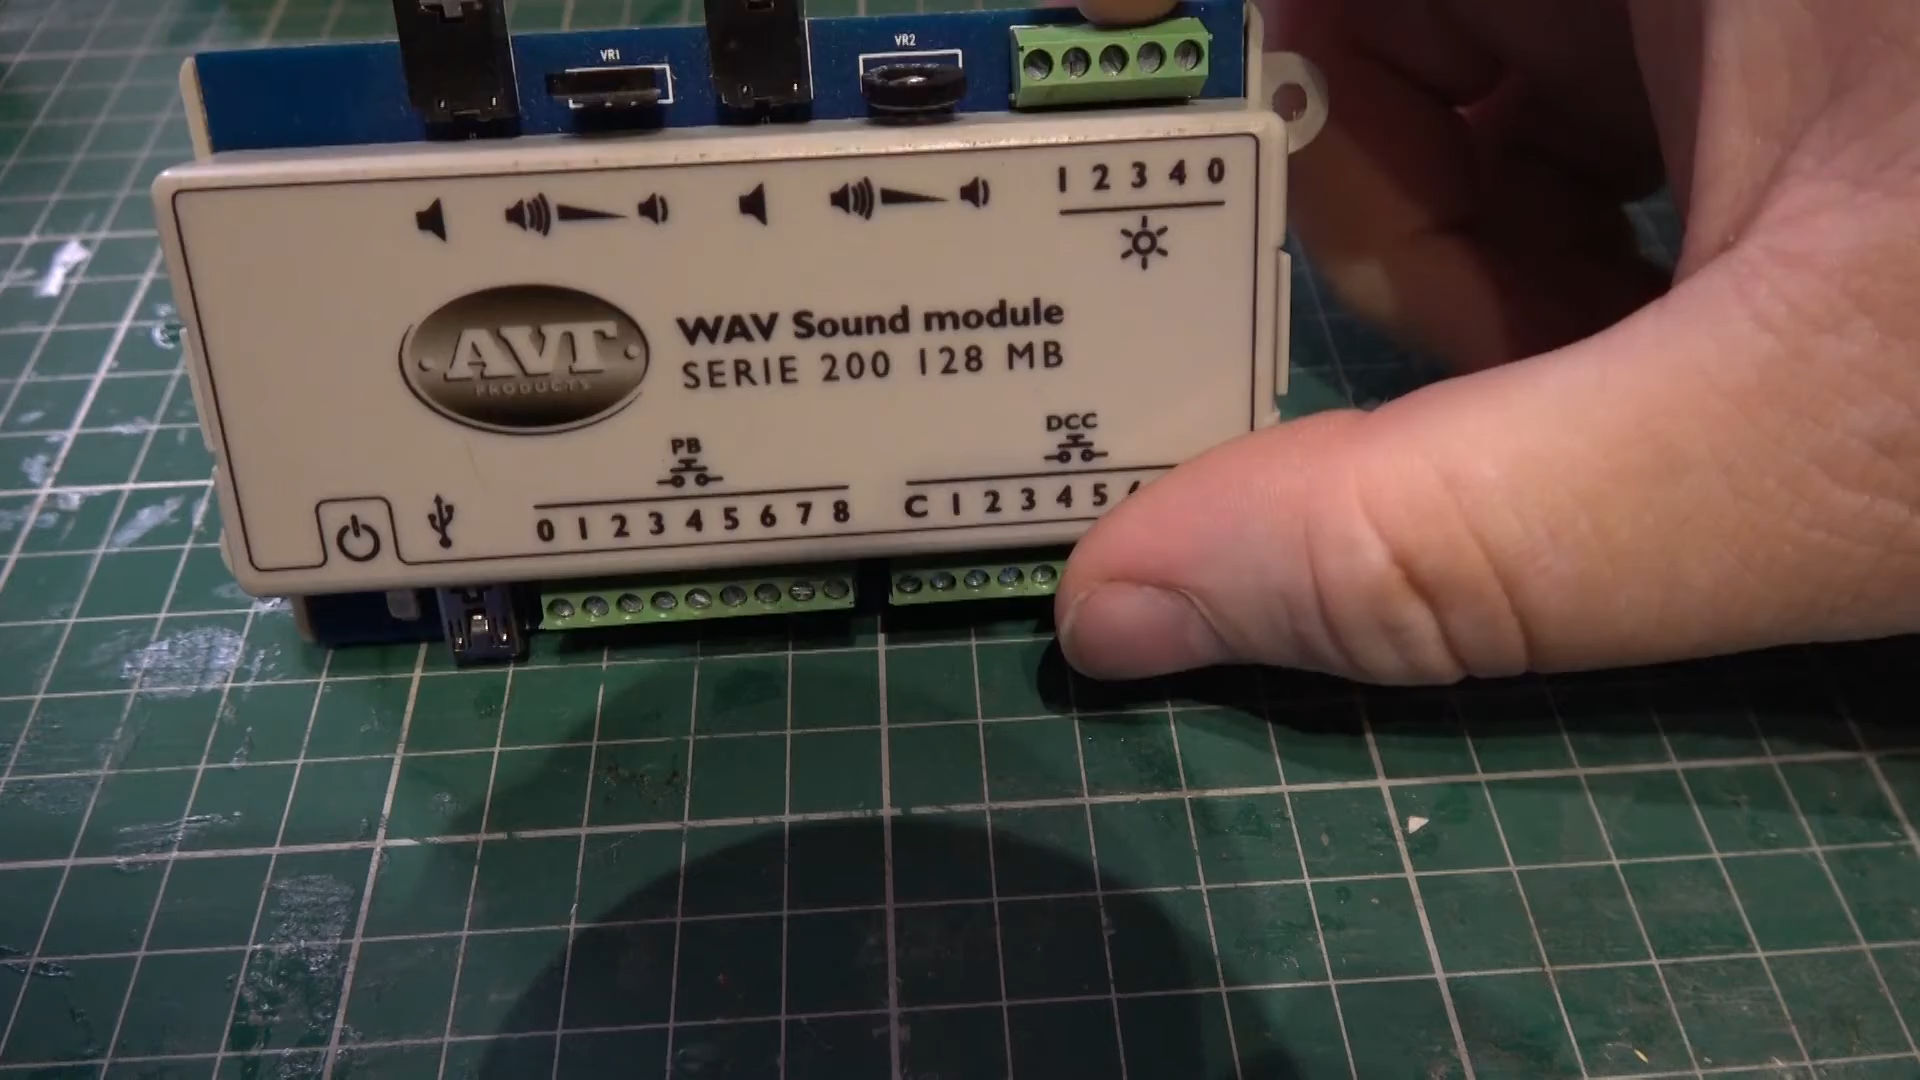 VR1
VR2
1 2 3 4 0
AVT
PRODUCTS
WAV Sound module
SERIE 200 128 MB
PB
DCC
0 1 2 3 4 5 6 7 8
C 1 2 3 4 5